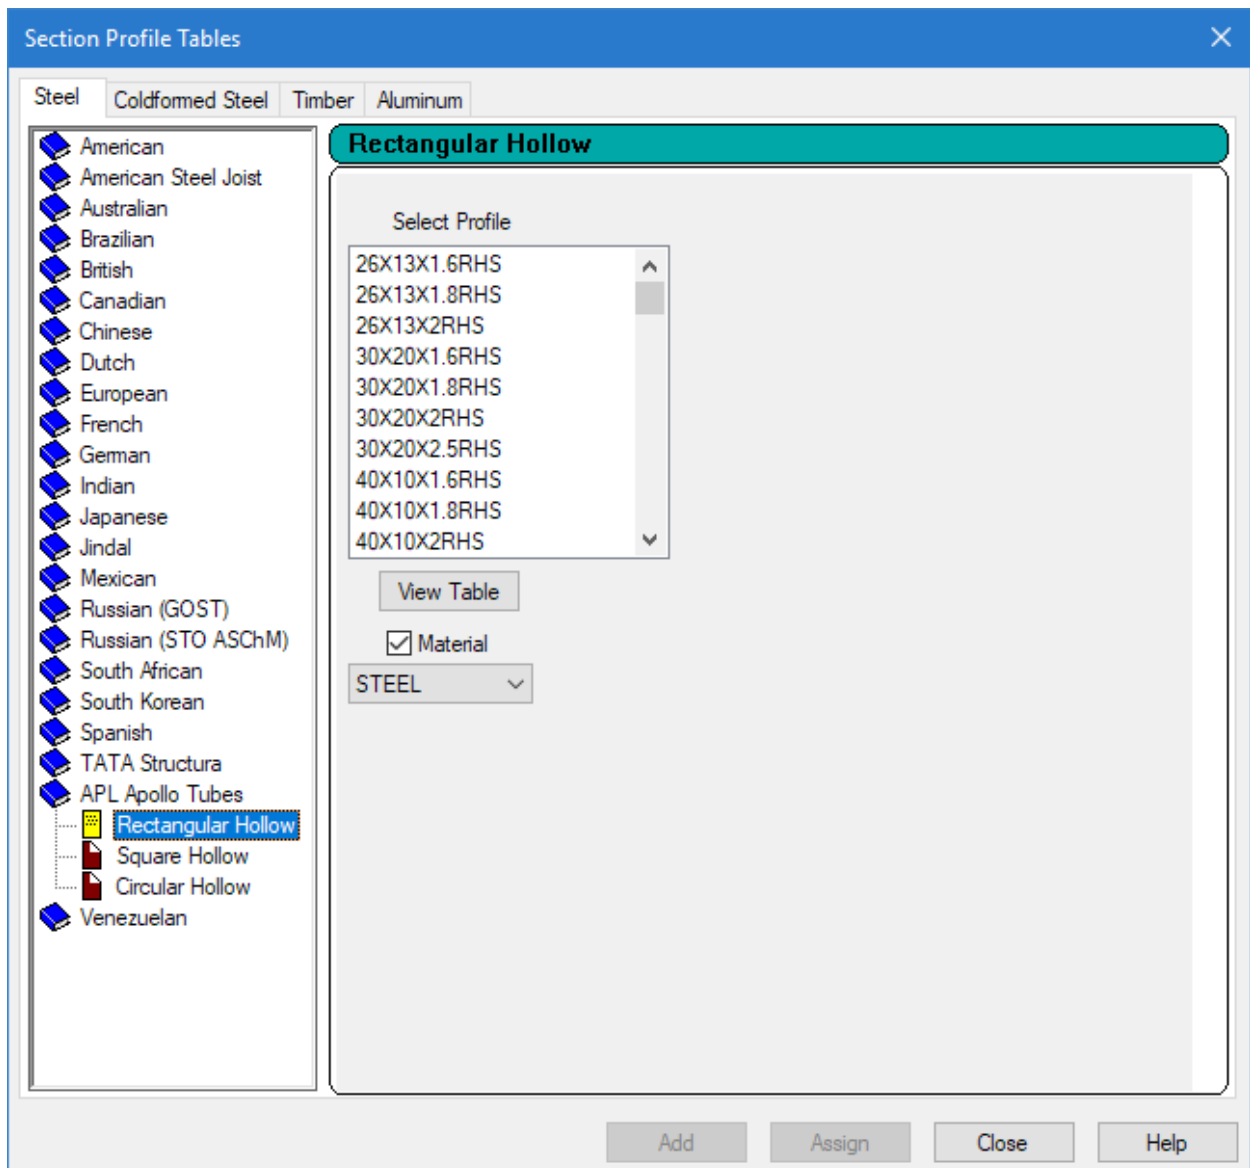 Section Profile Tables
Steel Coldformed Steel Timber Aluminum
American
American Steel Joist
Australian
Brazilian
British
Canadian
Chinese
Dutch
European
French
German
Indian
Japanese
Jindal
Mexican
Russian (GOST)
Russian (STO ASChM)
South African
South Korean
Spanish
TATA Structura
APL Apollo Tubes
Rectangular Hollow
Square Hollow
Circular Hollow
Venezuelan
Rectangular Hollow
Select Profile
26X13X1.6RHS
26X13X1.8RHS
26X13X2RHS
30X20X1.6RHS
30X20X1.8RHS
30X20X2RHS
30X20X2.5RHS
40X10X1.6RHS
40X10X1.8RHS
40X10X2RHS
View Table
Material
STEEL
Add Assign Close Help